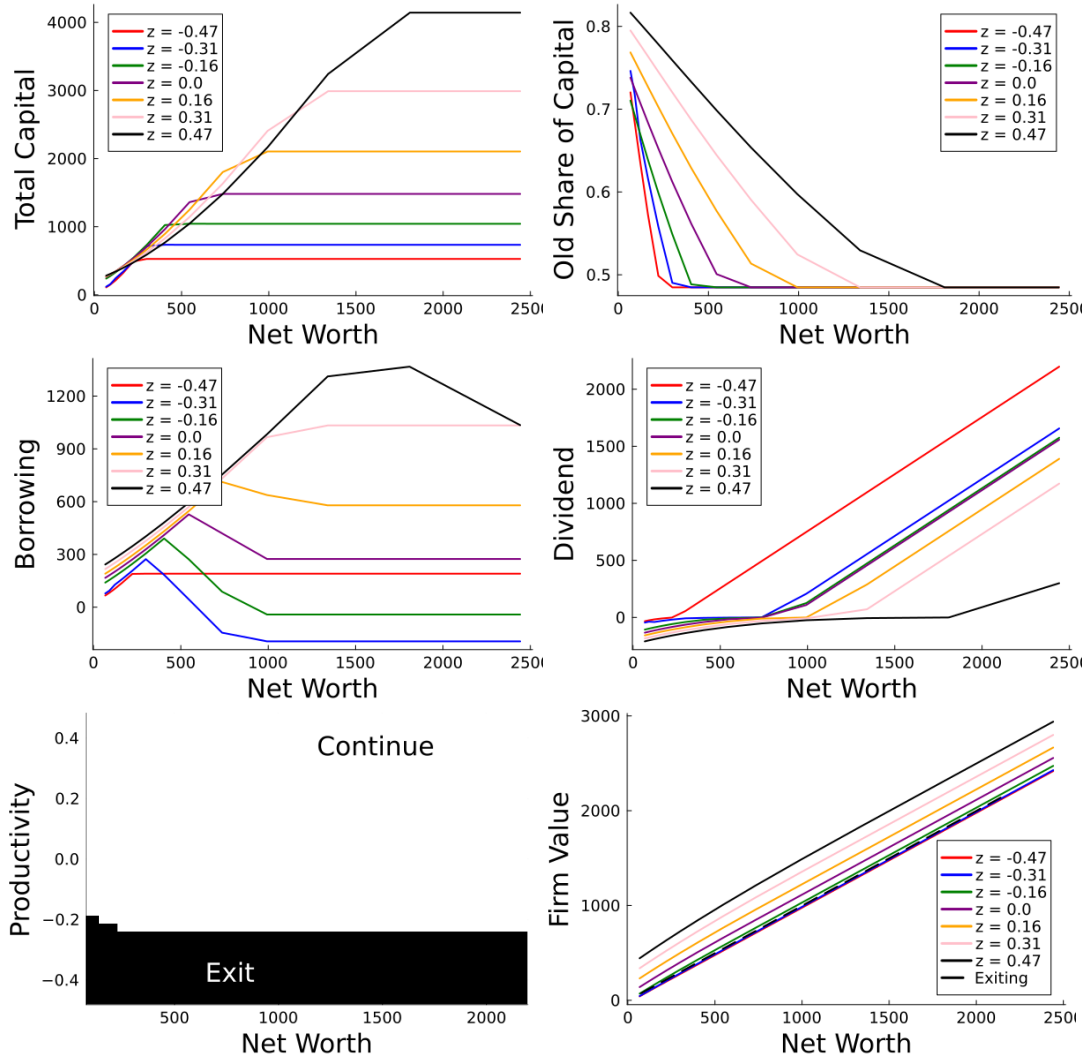 Total Capital
4000
3000
2000
1000
0
z = -0.47
z = -0.31
z = -0.16
z = 0.0
z = 0.16
z = 0.31
z = 0.47
0 500 1000 1500 2000 2500
Net Worth
Old Share of Capital
0.8
0.7
0.6
0.5
z = -0.47
z = -0.31
z = -0.16
z = 0.0
z = 0.16
z = 0.31
z = 0.47
0 500 1000 1500 2000 2500
Net Worth
Borrowing
1200
900
600
300
0
z = -0.47
z = -0.31
z = -0.16
z = 0.0
z = 0.16
z = 0.31
z = 0.47
0 500 1000 1500 2000 2500
Net Worth
Dividend
2000
1500
1000
500
0
z = -0.47
z = -0.31
z = -0.16
z = 0.0
z = 0.16
z = 0.31
z = 0.47
0 500 1000 1500 2000 2500
Net Worth
Productivity
0.4
0.2
0.0
−0.2
−0.4
Continue
Exit
500 1000 1500 2000
Net Worth
Firm Value
3000
2000
1000
0
z = -0.47
z = -0.31
z = -0.16
z = 0.0
z = 0.16
z = 0.31
z = 0.47
Exiting
0 500 1000 1500 2000 2500
Net Worth